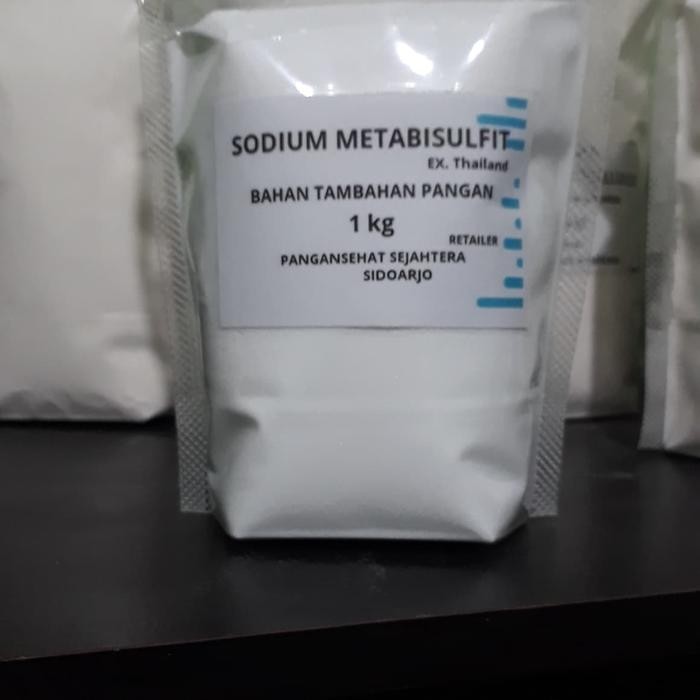 SODIUM METABISULFIT
EX. Thailand
BAHAN TAMBAHAN PANGAN
1 kg
RETAILER
PANGANSEHAT SEJAHTERA
SIDOARJO